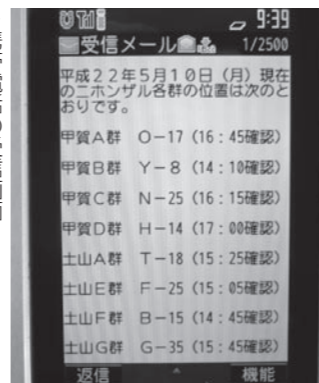 9:39
受信メール 1/2500
平成22年5月10日(月)現在
のニホンザル各群の位置は次のと
おりです。
甲賀A群 O-17 (16:45確認)
甲賀B群 Y-8 (14:10確認)
甲賀C群 N-25 (16:15確認)
甲賀D群 H-14 (17:00確認)
土山A群 T-18 (15:25確認)
土山E群 F-25 (15:05確認)
土山F群 B-15 (14:45確認)
土山G群 G-35 (15:45確認)
返信 機能